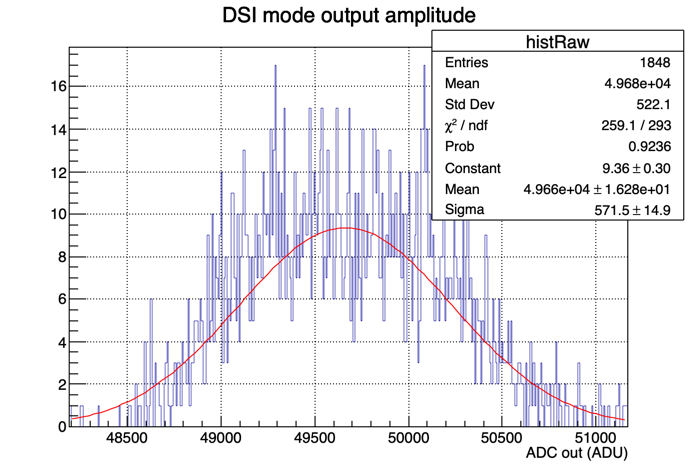 DSI mode output amplitude
histRaw
Entries 1848
Mean 4.968e+04
Std Dev 522.1
χ² / ndf 259.1 / 293
Prob 0.9236
Constant 9.36 ± 0.30
Mean 4.966e+04 ± 1.628e+01
Sigma 571.5 ± 14.9
16
14
12
10
8
6
4
2
0
48500 49000 49500 50000 50500 51000
ADC out (ADU)